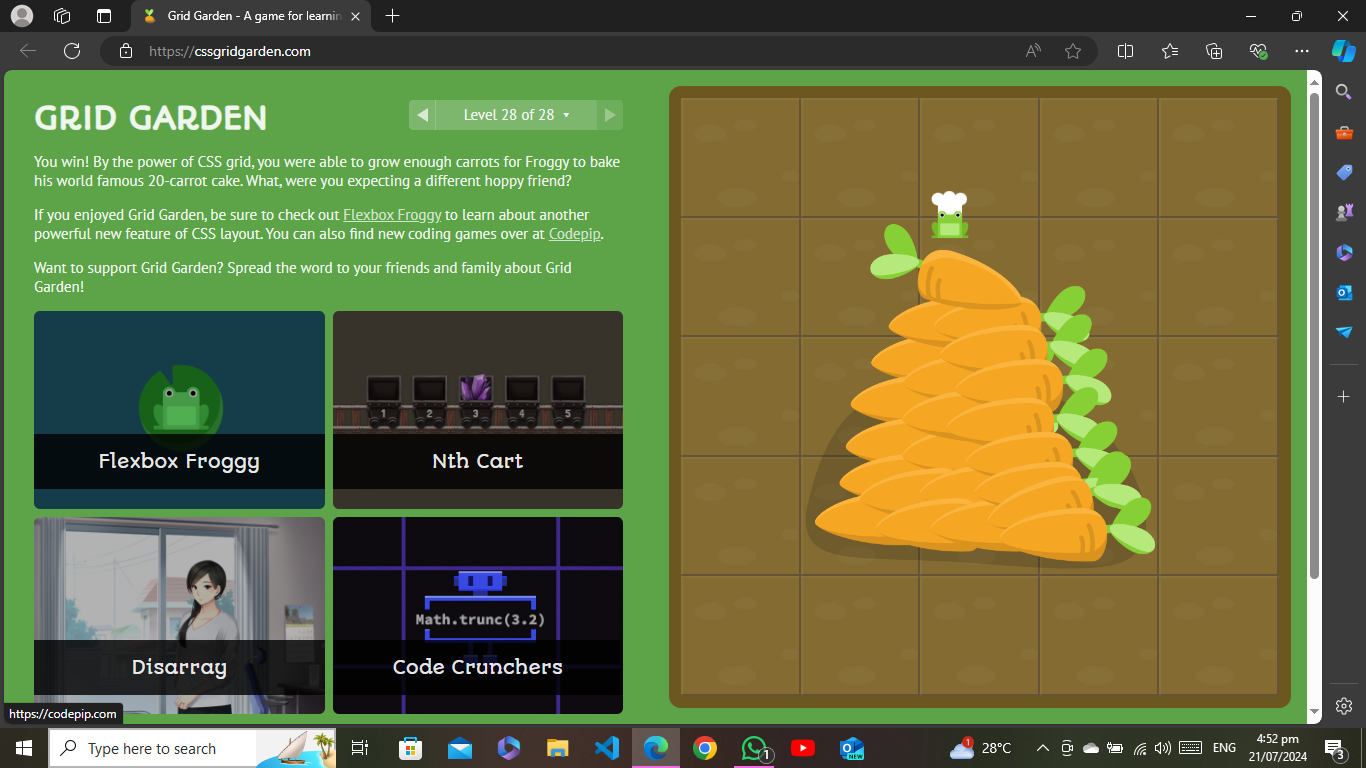 Grid Garden - A game for learnin
https://cssgridgarden.com
GRID GARDEN
Level 28 of 28
You win! By the power of CSS grid, you were able to grow enough carrots for Froggy to bake
his world famous 20-carrot cake. What, were you expecting a different hoppy friend?
If you enjoyed Grid Garden, be sure to check out Flexbox Froggy to learn about another
powerful new feature of CSS layout. You can also find new coding games over at Codepip.
Want to support Grid Garden? Spread the word to your friends and family about Grid
Garden!
Flexbox Froggy
1 2 3 4 5
Nth Cart
Disarray
Math.trunc(3.2)
Code Crunchers
https://codepip.com
Type here to search
NEW
1
1
28°C
ENG
4:52 pm
21/07/2024
3